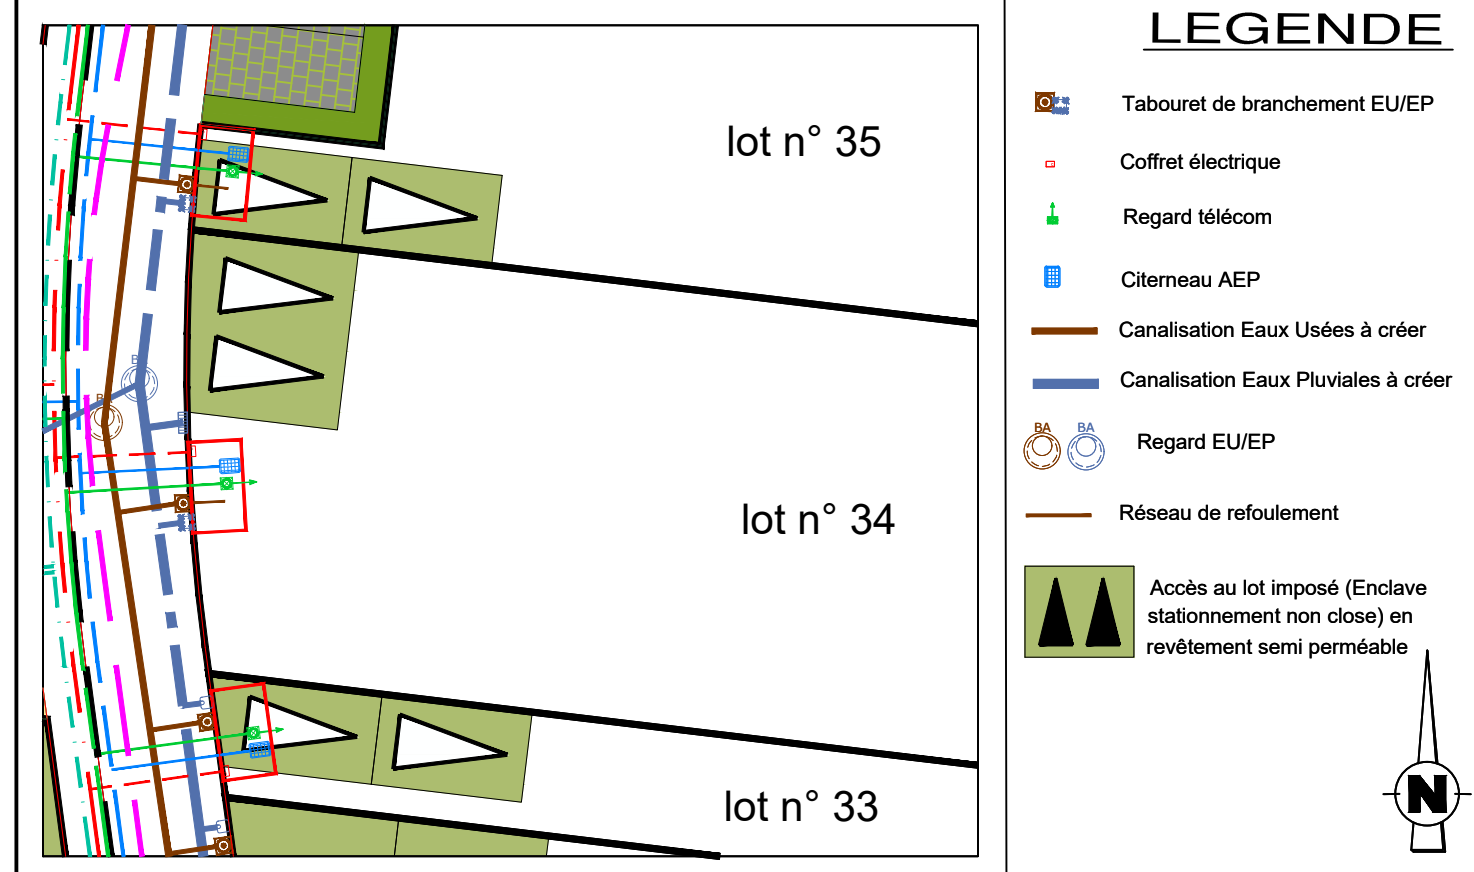 LEGENDE
Tabouret de branchement EU/EP
Coffret électrique
Regard télécom
Citerneau AEP
Canalisation Eaux Usées à créer
Canalisation Eaux Pluviales à créer
BA BA
Regard EU/EP
Réseau de refoulement
Accès au lot imposé (Enclave
stationnement non close) en
revêtement semi perméable
N
lot n° 35
lot n° 34
lot n° 33